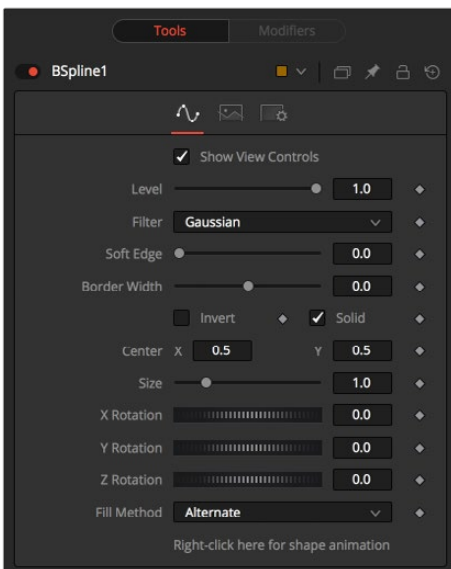 Tools Modifiers
BSpline1
Show View Controls
Level 1.0
Filter Gaussian
Soft Edge 0.0
Border Width 0.0
Invert Solid
Center X 0.5 Y 0.5
Size 1.0
X Rotation 0.0
Y Rotation 0.0
Z Rotation 0.0
Fill Method Alternate
Right-click here for shape animation